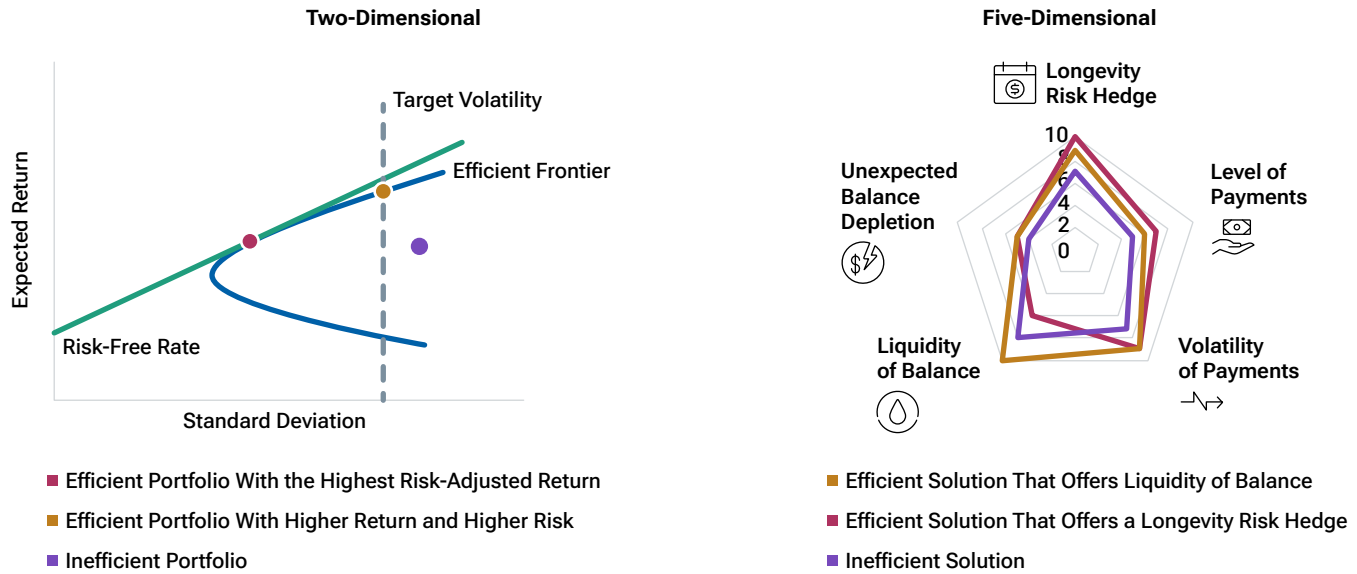 Two-Dimensional
Expected Return
Target Volatility
Efficient Frontier
Risk-Free Rate
Standard Deviation
Efficient Portfolio With the Highest Risk-Adjusted Return
Efficient Portfolio With Higher Return and Higher Risk
Inefficient Portfolio
Five-Dimensional
Longevity
Risk Hedge
10
8
6
4
2
0
Unexpected
Balance
Depletion
Level of
Payments
Liquidity
of Balance
Volatility
of Payments
Efficient Solution That Offers Liquidity of Balance
Efficient Solution That Offers a Longevity Risk Hedge
Inefficient Solution